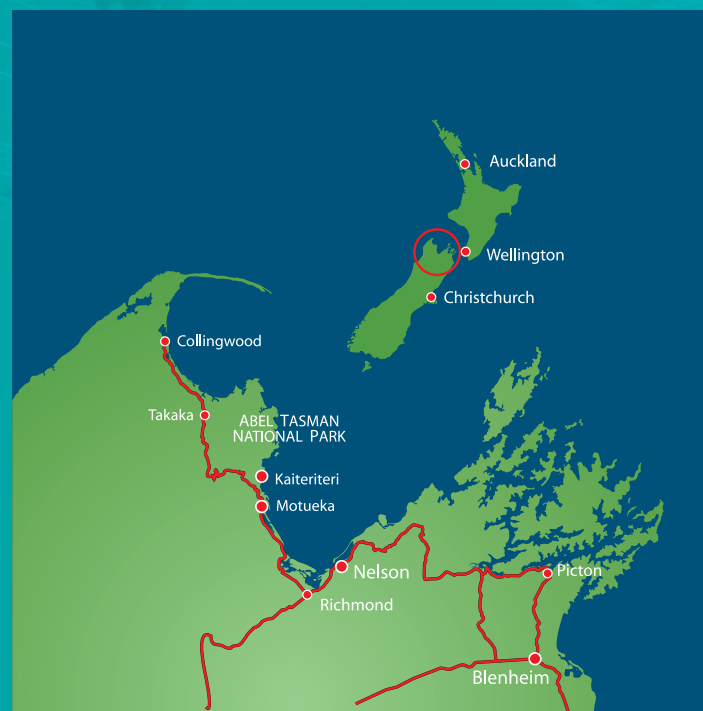 Auckland
Wellington
Christchurch
Collingwood
Takaka
ABEL TASMAN
NATIONAL PARK
Kaiteriteri
Motueka
Nelson
Picton
Richmond
Blenheim